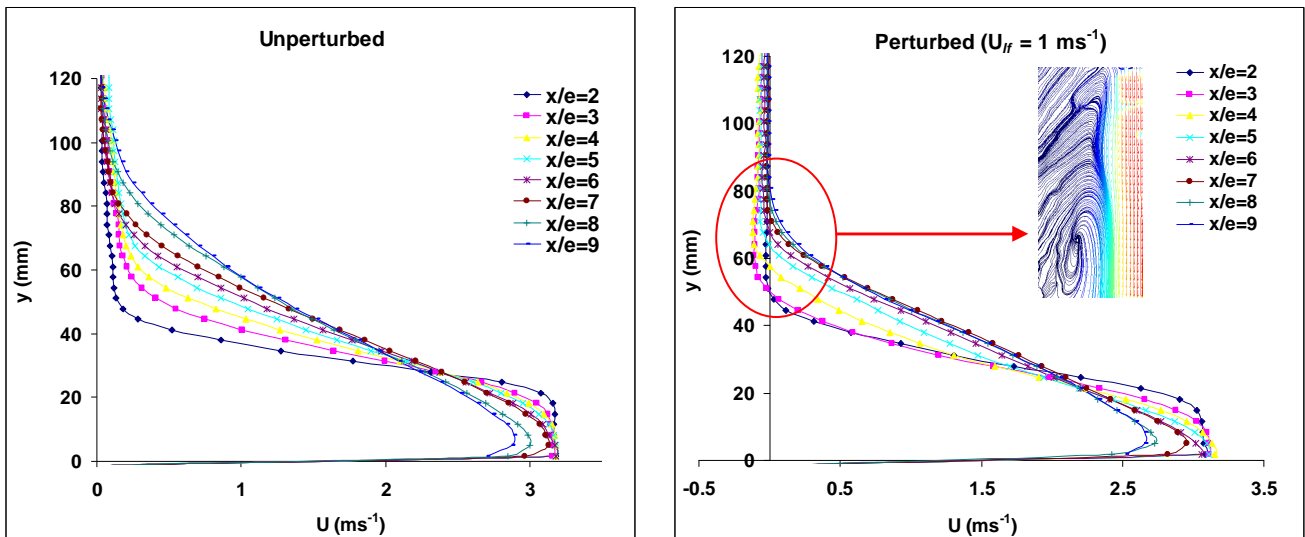 Unperturbed
120
100
80
60
40
20
0
y (mm)
0 1 2 3
U (ms⁻¹)
x/e=2
x/e=3
x/e=4
x/e=5
x/e=6
x/e=7
x/e=8
x/e=9
Perturbed (Ulf = 1 ms⁻¹)
120
100
80
60
40
20
0
y (mm)
-0.5 0.5 1.5 2.5 3.5
U (ms⁻¹)
x/e=2
x/e=3
x/e=4
x/e=5
x/e=6
x/e=7
x/e=8
x/e=9